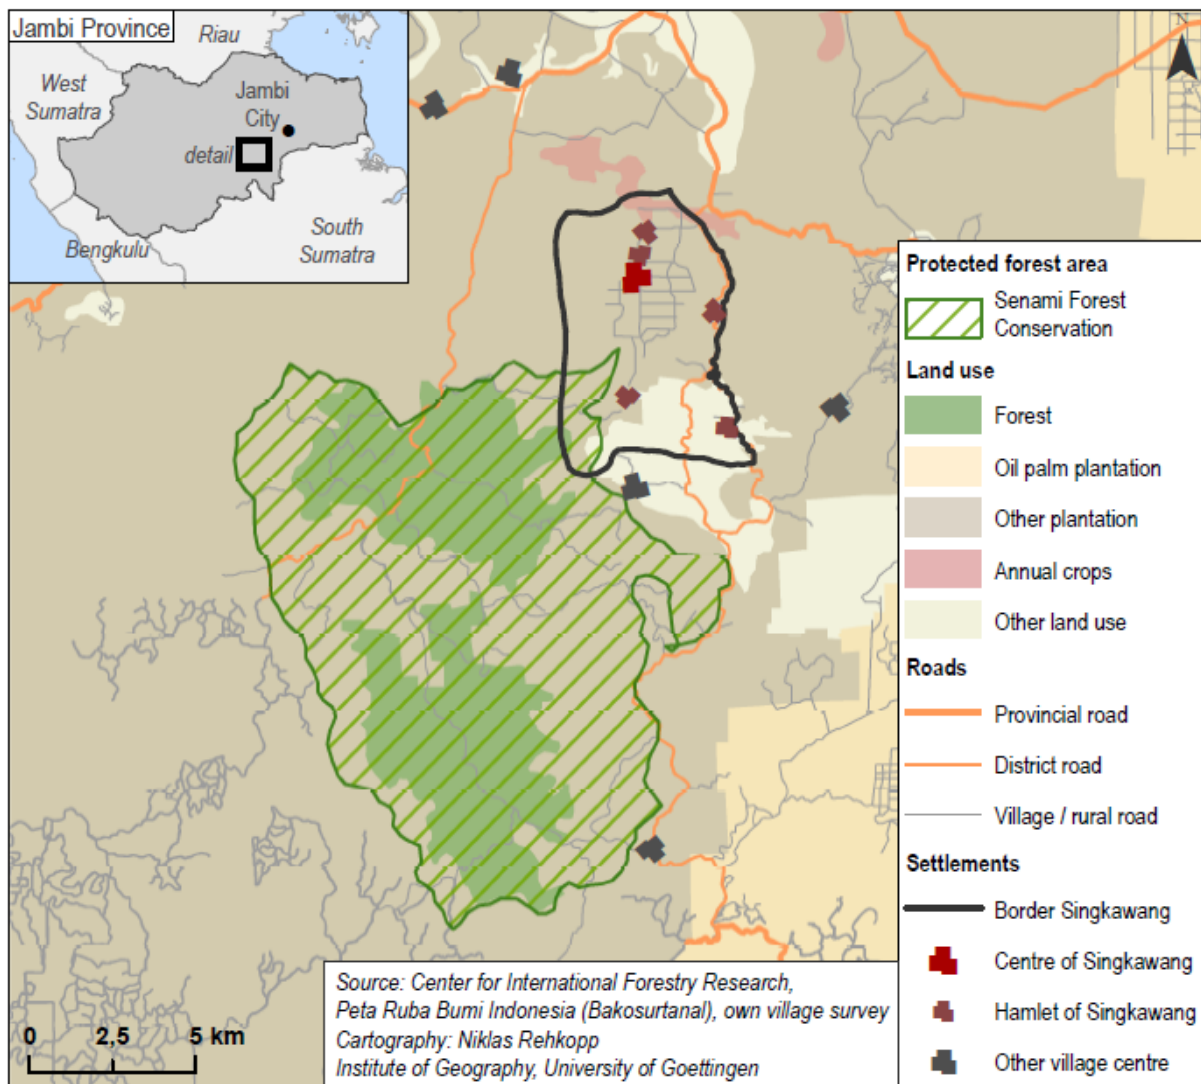 Jambi Province
Riau
West
Sumatra
Jambi
City
detail
South
Sumatra
Bengkulu
N
Protected forest area
Senami Forest
Conservation
Land use
Forest
Oil palm plantation
Other plantation
Annual crops
Other land use
Roads
Provincial road
District road
Village / rural road
Settlements
Border Singkawang
Centre of Singkawang
Hamlet of Singkawang
Other village centre
Source: Center for International Forestry Research,
Peta Ruba Bumi Indonesia (Bakosurtanal), own village survey
Cartography: Niklas Rehkopp
Institute of Geography, University of Goettingen
0 2,5 5 km